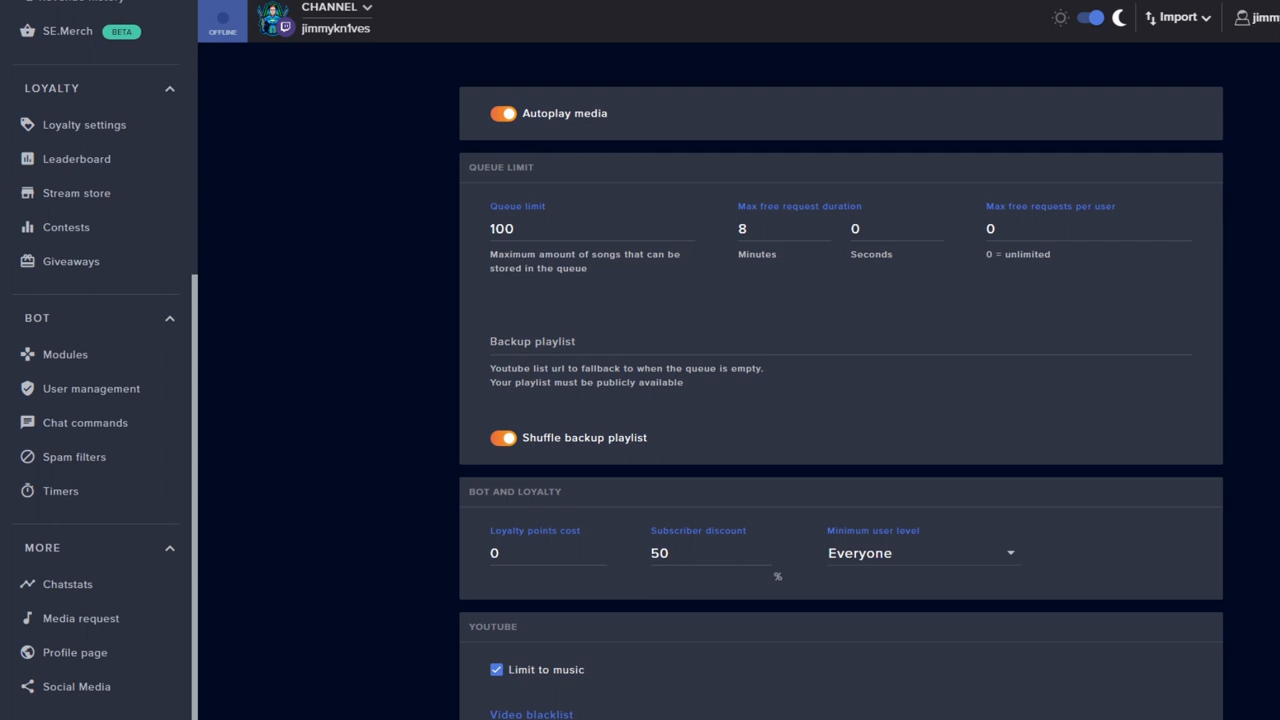 Revenue history
SE.Merch BETA
LOYALTY
Loyalty settings
Leaderboard
Stream store
Contests
Giveaways
BOT
Modules
User management
Chat commands
Spam filters
Timers
MORE
Chatstats
Media request
Profile page
Social Media
OFFLINE
CHANNEL
jimmykn1ves
Import
jimm
Autoplay media
QUEUE LIMIT
Queue limit
100
Maximum amount of songs that can be
stored in the queue
Max free request duration
8 0
Minutes Seconds
Max free requests per user
0
0 = unlimited
Backup playlist
Youtube list url to fallback to when the queue is empty.
Your playlist must be publicly available
Shuffle backup playlist
BOT AND LOYALTY
Loyalty points cost
0
Subscriber discount
50
%
Minimum user level
Everyone
YOUTUBE
Limit to music
Video blacklist